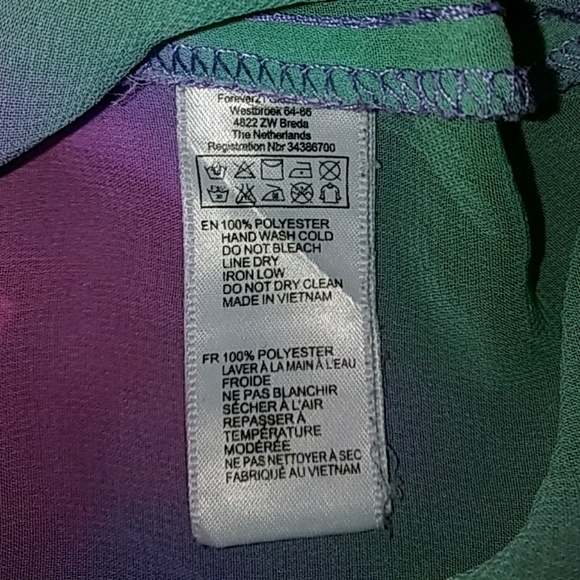 Forever21
Westbroek 64-66
4822 ZW Breda
The Netherlands
Registration Nbr 34386700
EN 100% POLYESTER
HAND WASH COLD
DO NOT BLEACH
LINE DRY
IRON LOW
DO NOT DRY CLEAN
MADE IN VIETNAM
FR 100% POLYESTER
LAVER À LA MAIN À L'EAU
FROIDE
NE PAS BLANCHIR
SÉCHER À L'AIR
REPASSER À
TEMPÉRATURE
MODÉRÉE
NE PAS NETTOYER À SEC
FABRIQUÉ AU VIETNAM